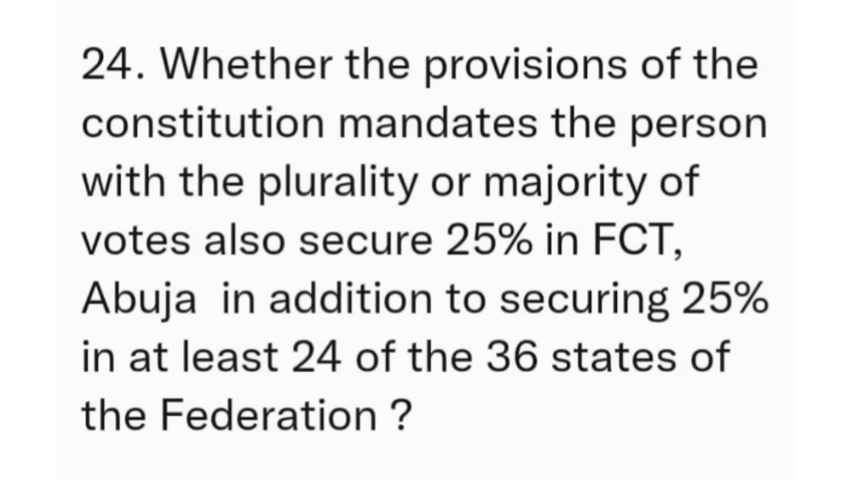 24. Whether the provisions of the
constitution mandates the person
with the plurality or majority of
votes also secure 25% in FCT,
Abuja  in addition to securing 25%
in at least 24 of the 36 states of
the Federation ?